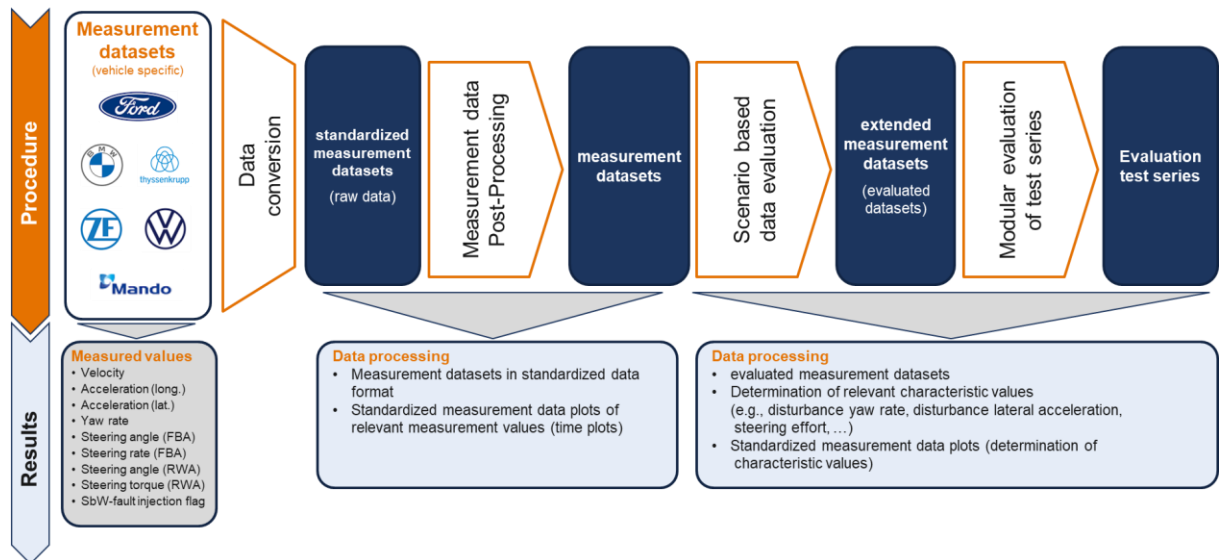 Procedure
Measurement
datasets
(vehicle specific)
Ford
BMW
thyssenkrupp
ZF
VW
Mando
Data
conversion
standardized
measurement
datasets
(raw data)
Measurement data
Post-Processing
measurement
datasets
Scenario based
data evaluation
extended
measurement
datasets
(evaluated
datasets)
Modular evaluation
of test series
Evaluation
test series
Results
Measured values
• Velocity
• Acceleration (long.)
• Acceleration (lat.)
• Yaw rate
• Steering angle (FBA)
• Steering rate (FBA)
• Steering angle (RWA)
• Steering torque (RWA)
• SbW-fault injection flag
Data processing
• Measurement datasets in standardized data
format
• Standardized measurement data plots of
relevant measurement values (time plots)
Data processing
• evaluated measurement datasets
• Determination of relevant characteristic values
(e.g., disturbance yaw rate, disturbance lateral acceleration,
steering effort, ...)
• Standardized measurement data plots (determination of
characteristic values)